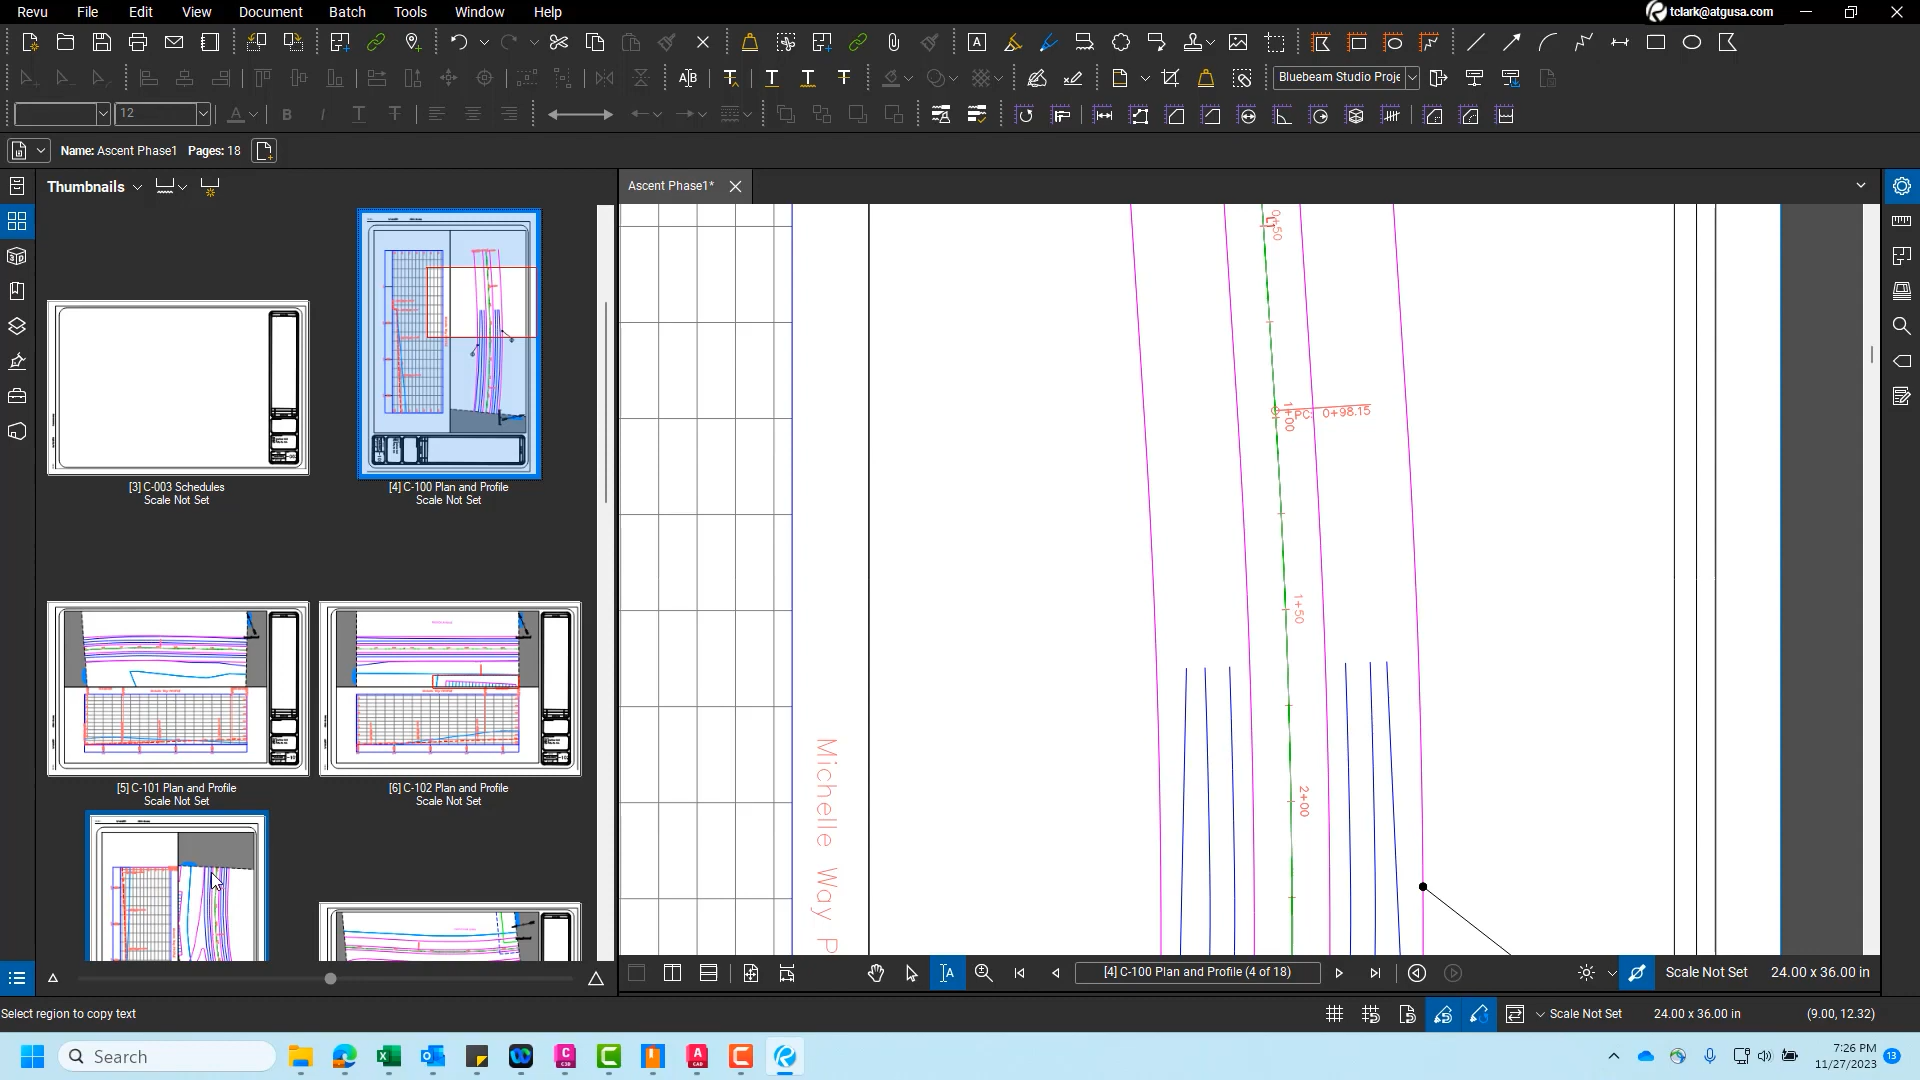 Revu File Edit View Document Batch Tools Window Help
tclark@atgusa.com
Bluebeam Studio Proje
12
Name: Ascent Phase1 Pages: 18
Thumbnails
Ascent Phase1*
[3] C-003 Schedules
Scale Not Set
[4] C-100 Plan and Profile
Scale Not Set
[5] C-101 Plan and Profile
Scale Not Set
[6] C-102 Plan and Profile
Scale Not Set
0+50
1+00
PC: 0+98.15
1+50
2+00
Michelle Way P
[4] C-100 Plan and Profile (4 of 18)
Scale Not Set
24.00 x 36.00 in
Select region to copy text
Scale Not Set
24.00 x 36.00 in
(9.00, 12.32)
Search
7:26 PM
11/27/2023
13